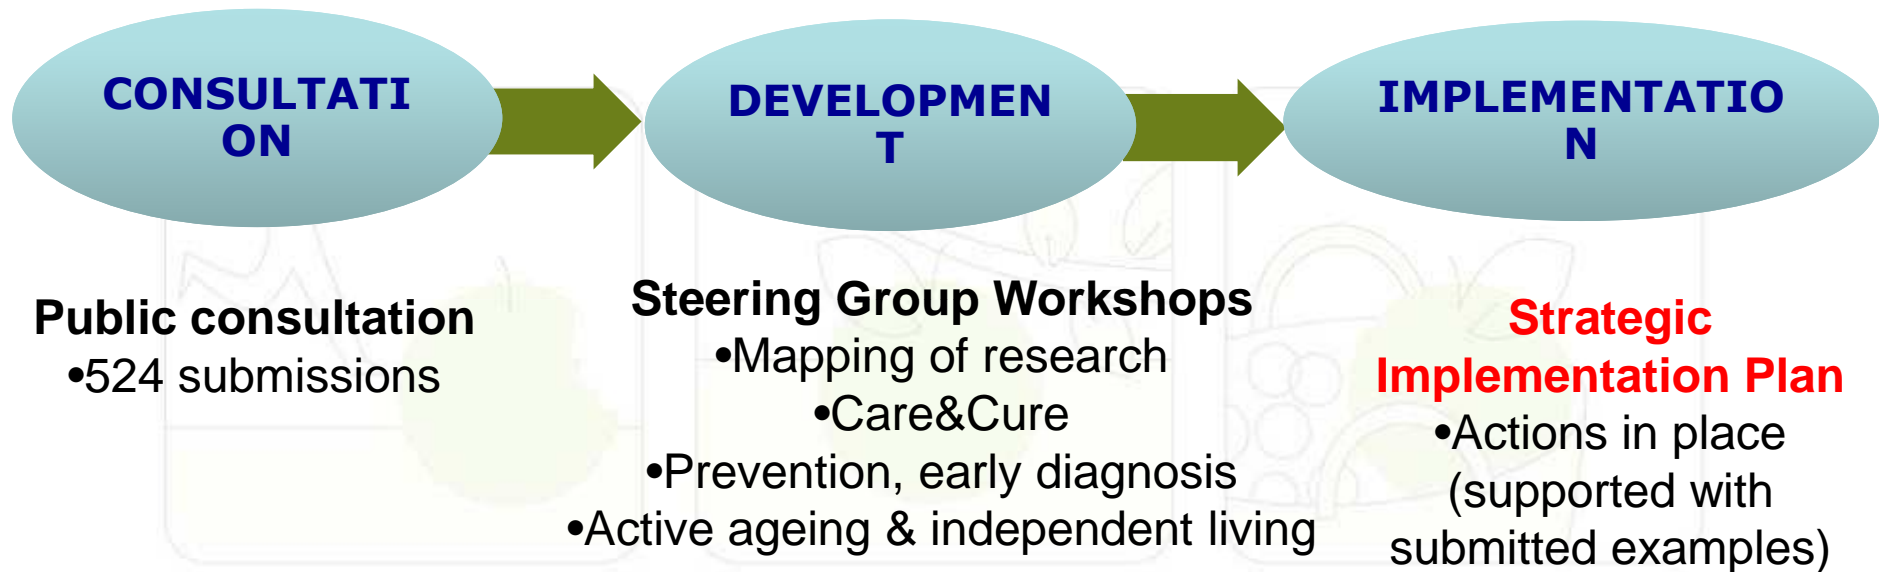 CONSULTATI
ON
DEVELOPMEN
T
IMPLEMENTATIO
N
Public consultation
•524 submissions
Steering Group Workshops
•Mapping of research
•Care&Cure
•Prevention, early diagnosis
•Active ageing & independent living
Strategic
Implementation Plan
•Actions in place
(supported with
submitted examples)